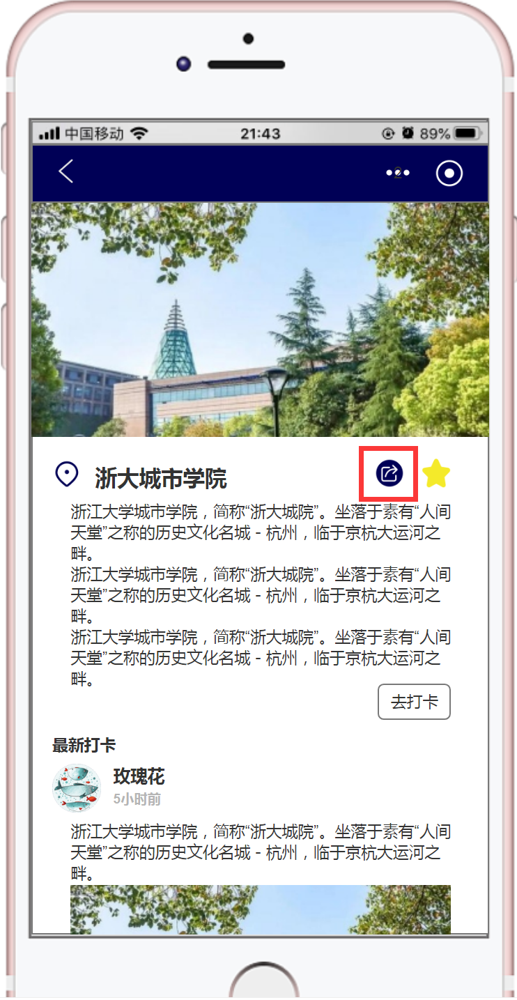 中国移动
21:43
89%
2
浙大城市学院
浙江大学城市学院，简称“浙大城院”。坐落于素有“人间
天堂”之称的历史文化名城－杭州，临于京杭大运河之
畔。
浙江大学城市学院，简称“浙大城院”。坐落于素有“人间
天堂”之称的历史文化名城－杭州，临于京杭大运河之
畔。
浙江大学城市学院，简称“浙大城院”。坐落于素有“人间
天堂”之称的历史文化名城－杭州，临于京杭大运河之
畔。
去打卡
最新打卡
玫瑰花
5小时前
浙江大学城市学院，简称“浙大城院”。坐落于素有“人间
天堂”之称的历史文化名城－杭州，临于京杭大运河之
畔。